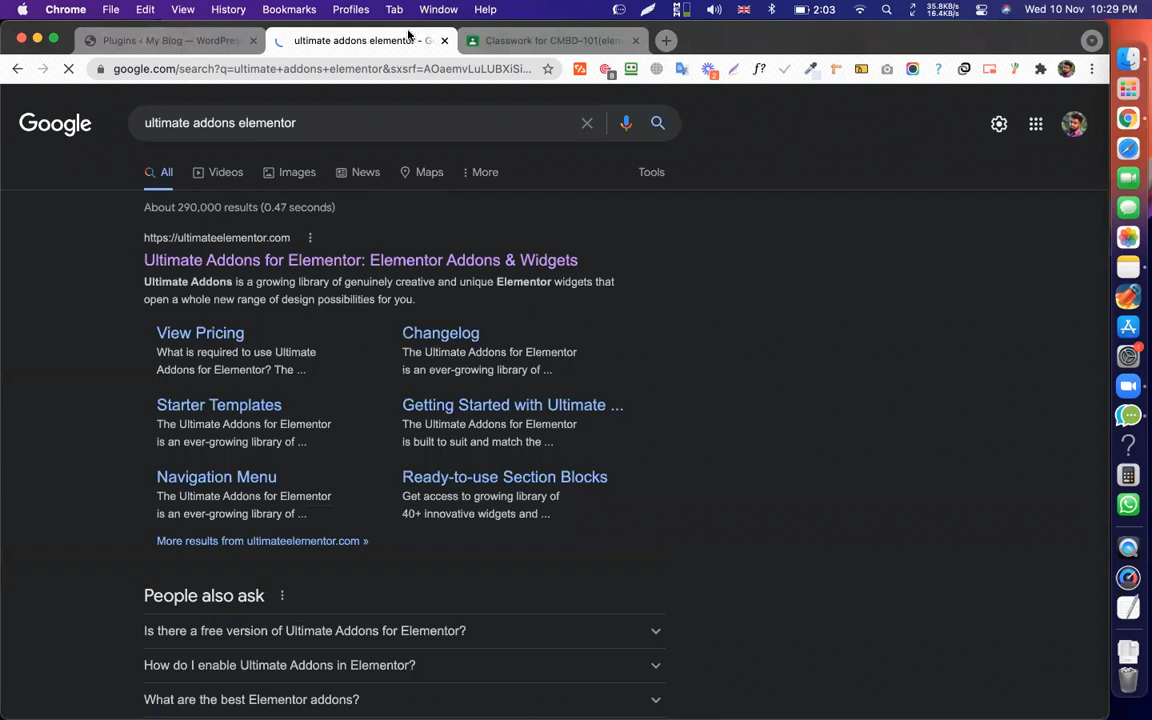 Chrome File Edit View History Bookmarks Profiles Tab Window Help 2:03 35.8KB/s 16.4KB/s Wed 10 Nov 10:29 PM
Plugins ‹ My Blog — WordPre
ultimate addons elementor - G
Classwork for CMBD-101(elem
google.com/search?q=ultimate+addons+elementor&sxsrf=AOaemvLuLUBXiSi...
8
2
f?
Google
ultimate addons elementor
All Videos Images News Maps More Tools
About 290,000 results (0.47 seconds)
https://ultimateelementor.com
Ultimate Addons for Elementor: Elementor Addons & Widgets
Ultimate Addons is a growing library of genuinely creative and unique Elementor widgets that
open a whole new range of design possibilities for you.
View Pricing
What is required to use Ultimate
Addons for Elementor? The ...
Changelog
The Ultimate Addons for Elementor
is an ever-growing library of ...
Starter Templates
The Ultimate Addons for Elementor
is an ever-growing library of ...
Getting Started with Ultimate ...
The Ultimate Addons for Elementor
is built to suit and match the ...
Navigation Menu
The Ultimate Addons for Elementor
is an ever-growing library of ...
Ready-to-use Section Blocks
Get access to growing library of
40+ innovative widgets and ...
More results from ultimateelementor.com »
People also ask
Is there a free version of Ultimate Addons for Elementor?
How do I enable Ultimate Addons in Elementor?
What are the best Elementor addons?